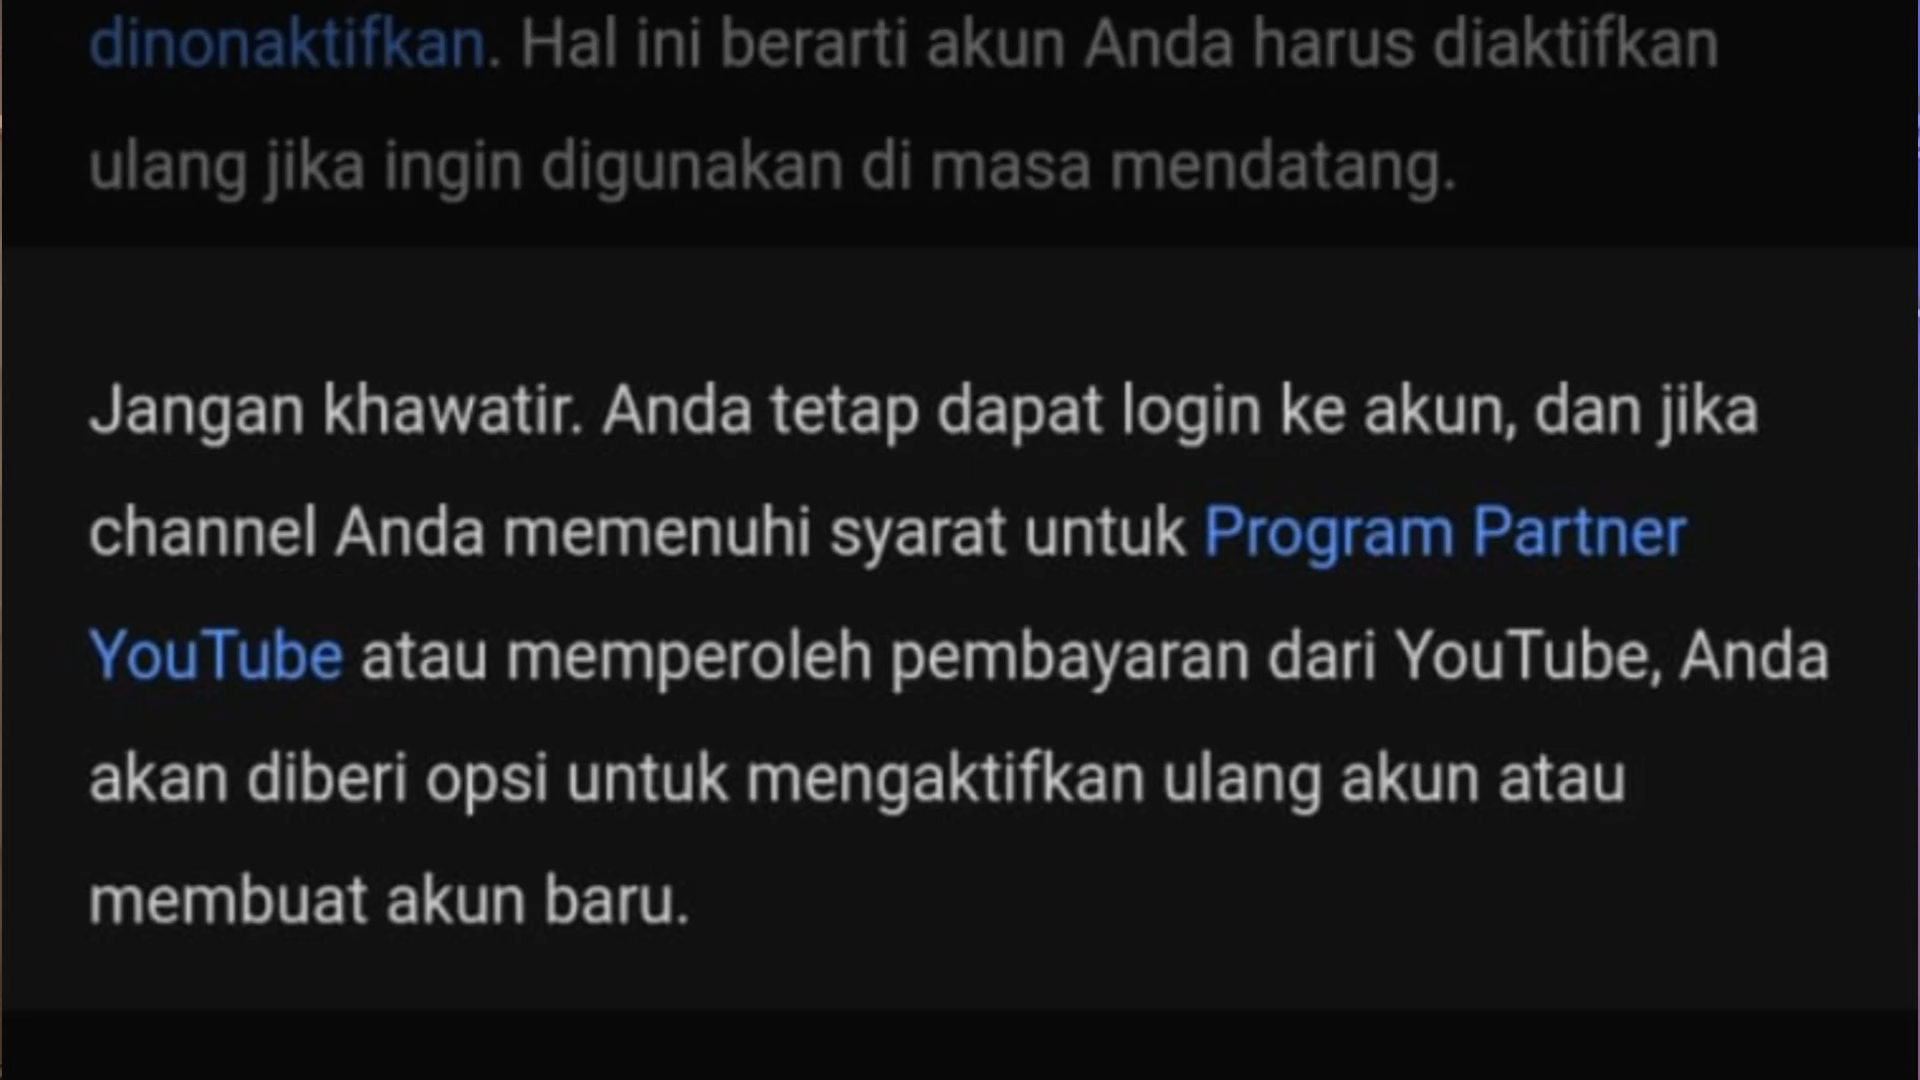 dinonaktifkan. Hal ini berarti akun Anda harus diaktifkan
ulang jika ingin digunakan di masa mendatang.
Jangan khawatir. Anda tetap dapat login ke akun, dan jika
channel Anda memenuhi syarat untuk Program Partner
YouTube atau memperoleh pembayaran dari YouTube, Anda
akan diberi opsi untuk mengaktifkan ulang akun atau
membuat akun baru.